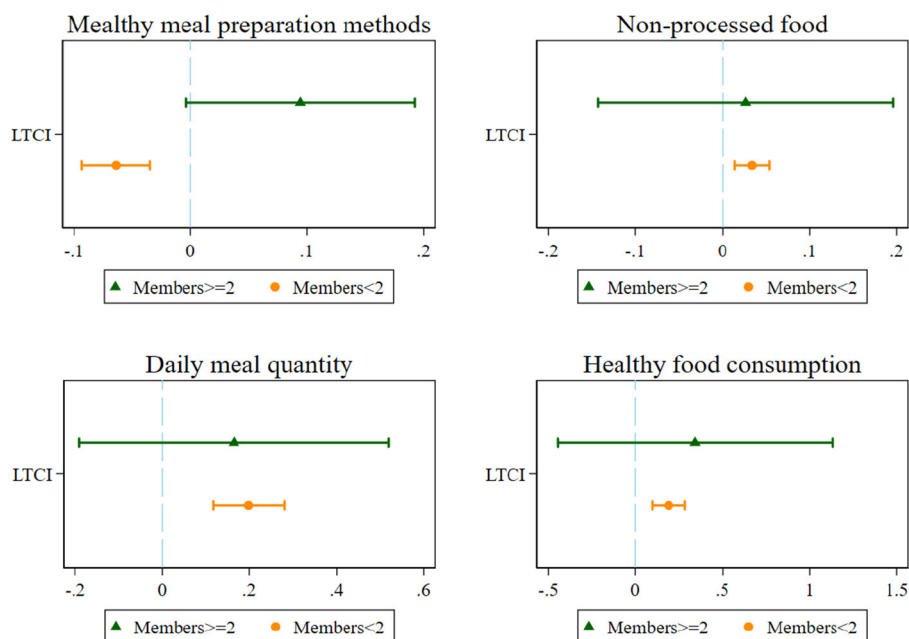 Mealthy meal preparation methods
LTCI
-.1 0 .1 .2
Members>=2 Members<2
Non-processed food
LTCI
-.2 -.1 0 .1 .2
Members>=2 Members<2
Daily meal quantity
LTCI
-.2 0 .2 .4 .6
Members>=2 Members<2
Healthy food consumption
LTCI
-.5 0 .5 1 1.5
Members>=2 Members<2